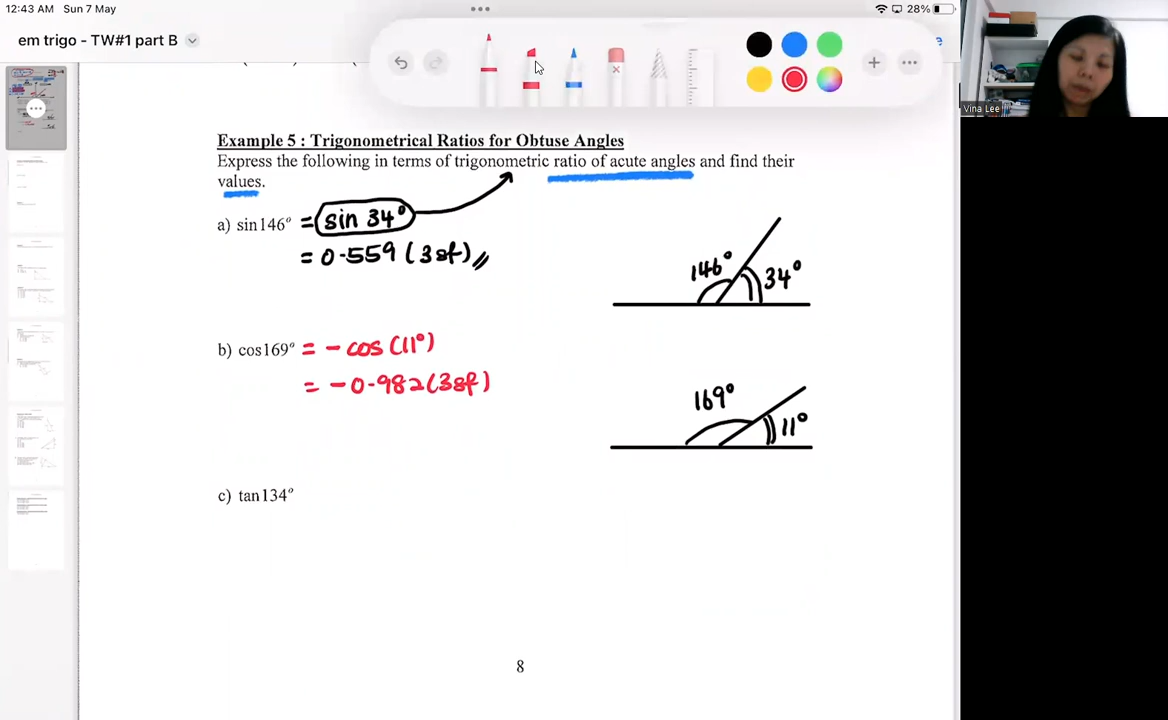 12:43 AM Sun 7 May
28%
em trigo - TW#1 part B
Vina Lee
Example 5 : Trigonometrical Ratios for Obtuse Angles
Express the following in terms of trigonometric ratio of acute angles and find their
values.
a) sin146° = sin 34°
= 0.559 (3sf)
146° 34°
b) cos169° = - cos (11°)
= -0.982 (3sf)
169° 11°
c) tan134°
8